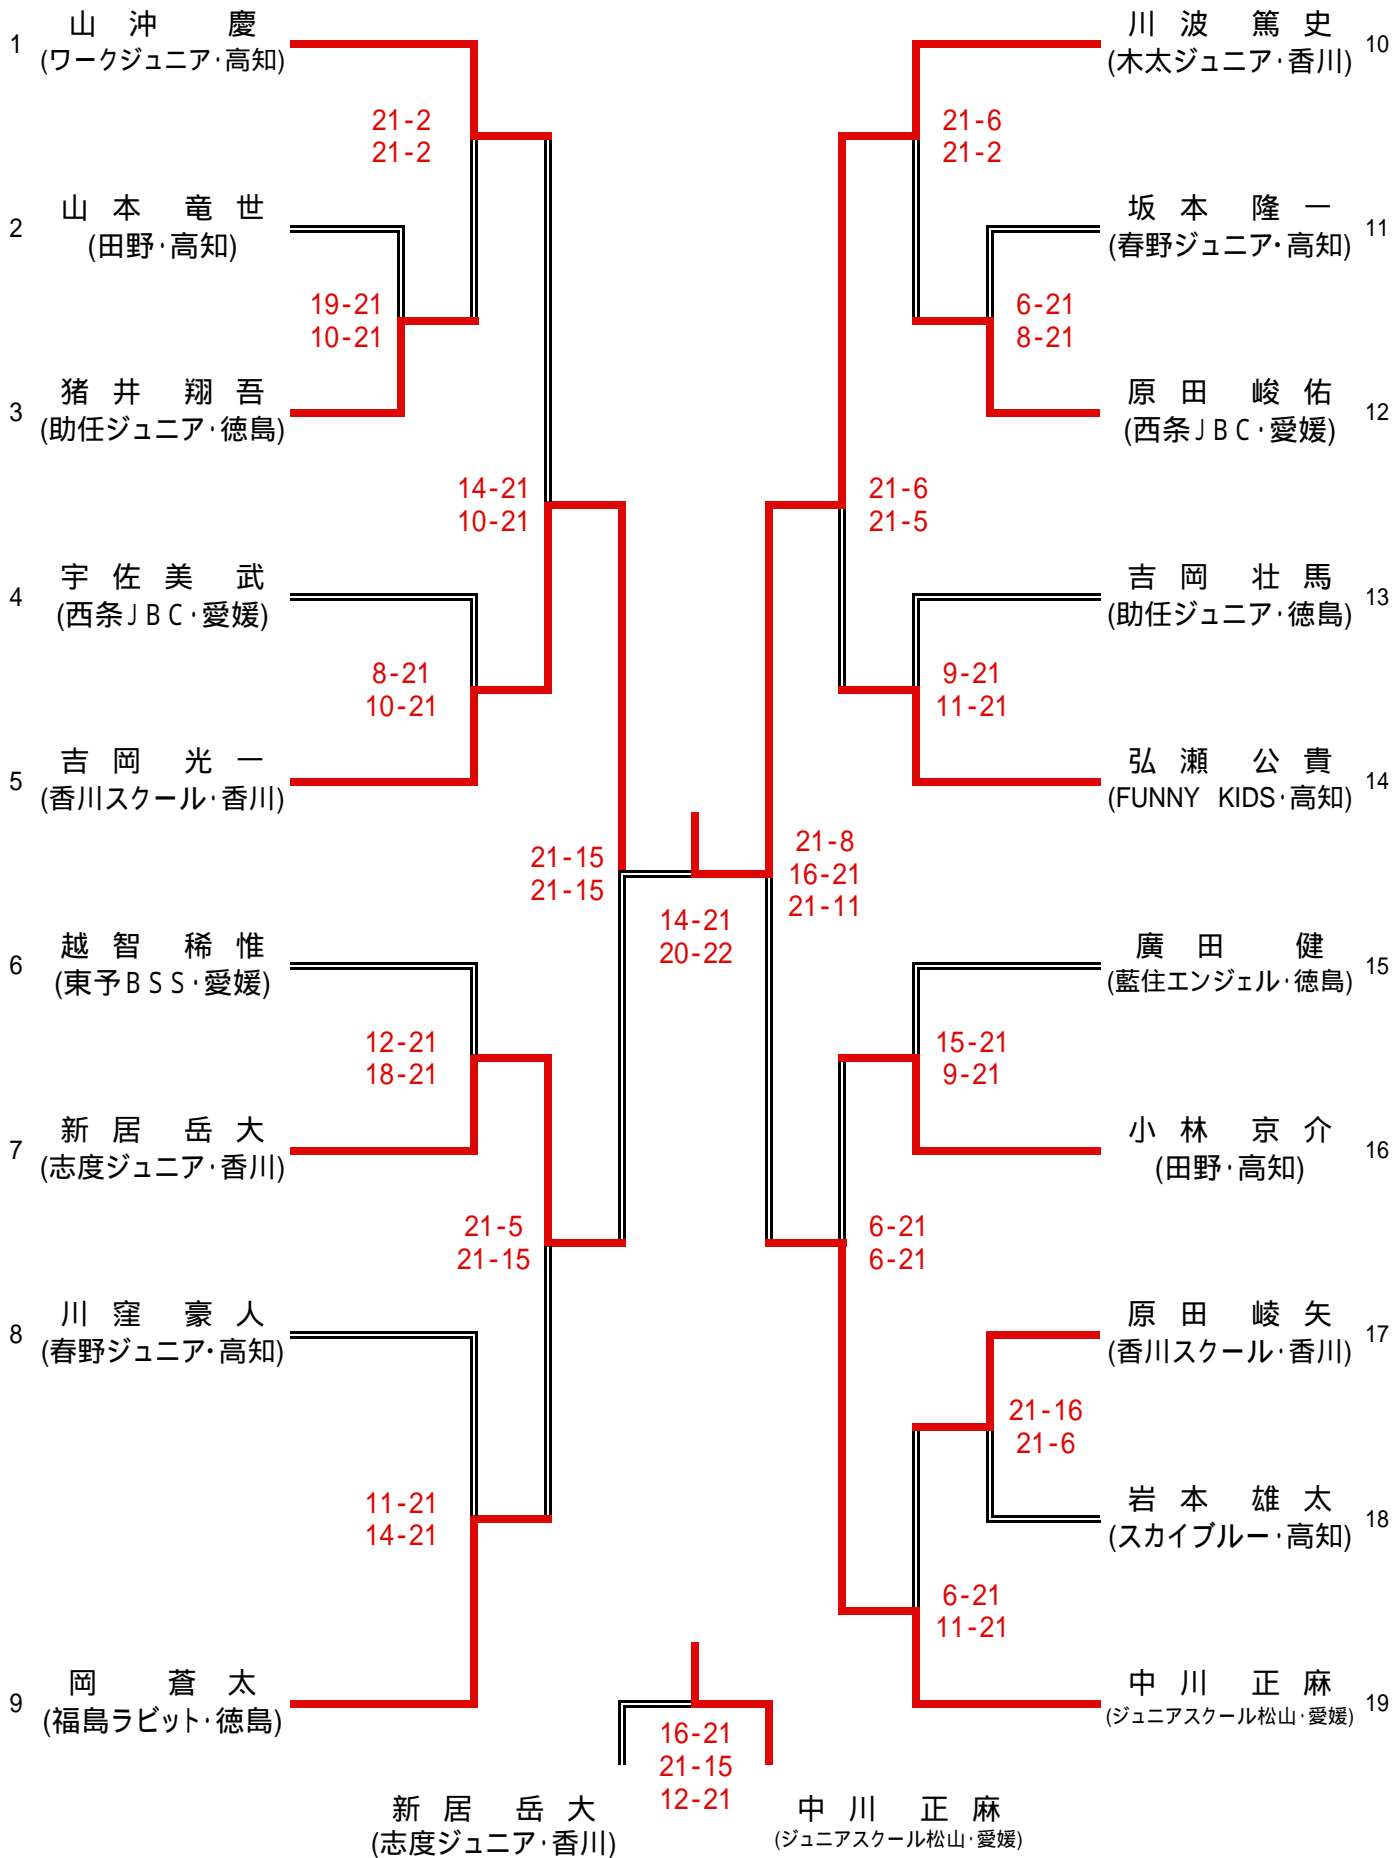 1 山沖 慶
(ワークジュニア・高知)
21-2
21-2
2 山本 竜世
(田野・高知)
19-21
10-21
3 猪井 翔吾
(助任ジュニア・徳島)
14-21
10-21
4 宇佐美 武
(西条JBC・愛媛)
8-21
10-21
5 吉岡 光一
(香川スクール・香川)
21-15
21-15
6 越智 稀惟
(東予BSS・愛媛)
12-21
18-21
7 新居 岳大
(志度ジュニア・香川)
21-5
21-15
8 川窪 豪人
(春野ジュニア・高知)
11-21
14-21
9 岡 蒼太
(福島ラビット・徳島)
14-21
20-22
川波 篤史 10
(木太ジュニア・香川)
21-6
21-2
坂本 隆一 11
(春野ジュニア・高知)
6-21
8-21
原田 峻佑 12
(西条JBC・愛媛)
21-6
21-5
吉岡 壮馬 13
(助任ジュニア・徳島)
9-21
11-21
弘瀬 公貴 14
(FUNNY KIDS・高知)
21-8
16-21
21-11
廣田 健 15
(藍住エンジェル・徳島)
15-21
9-21
小林 京介 16
(田野・高知)
6-21
6-21
原田 崚矢 17
(香川スクール・香川)
21-16
21-6
岩本 雄太 18
(スカイブルー・高知)
6-21
11-21
中川 正麻 19
(ジュニアスクール松山・愛媛)
16-21
21-15
12-21
新居 岳大
(志度ジュニア・香川)
中川 正麻
(ジュニアスクール松山・愛媛)